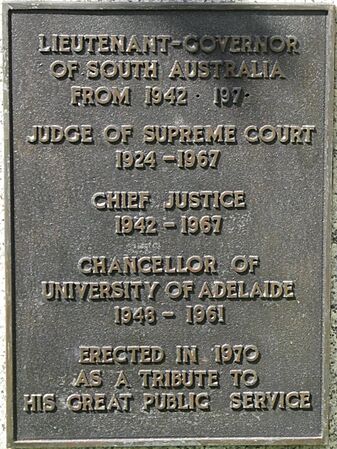 LIEUTENANT-GOVERNOR
OF SOUTH AUSTRALIA
FROM 1942 · 197-
JUDGE OF SUPREME COURT
1924 - 1967
CHIEF JUSTICE
1942 - 1967
CHANCELLOR OF
UNIVERSITY OF ADELAIDE
1948 - 1961
ERECTED IN 1970
AS A TRIBUTE TO
HIS GREAT PUBLIC SERVICE